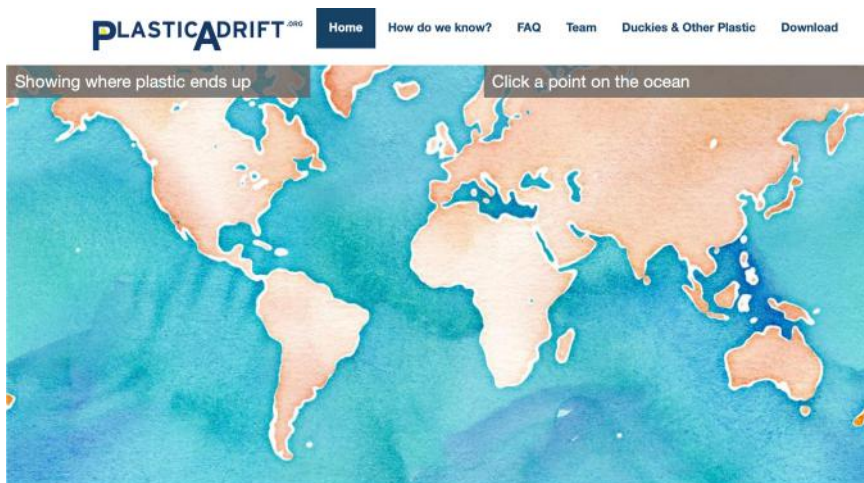 PLASTICADRIFT.ORG Home How do we know? FAQ Team Duckies & Other Plastic Download
Showing where plastic ends up Click a point on the ocean